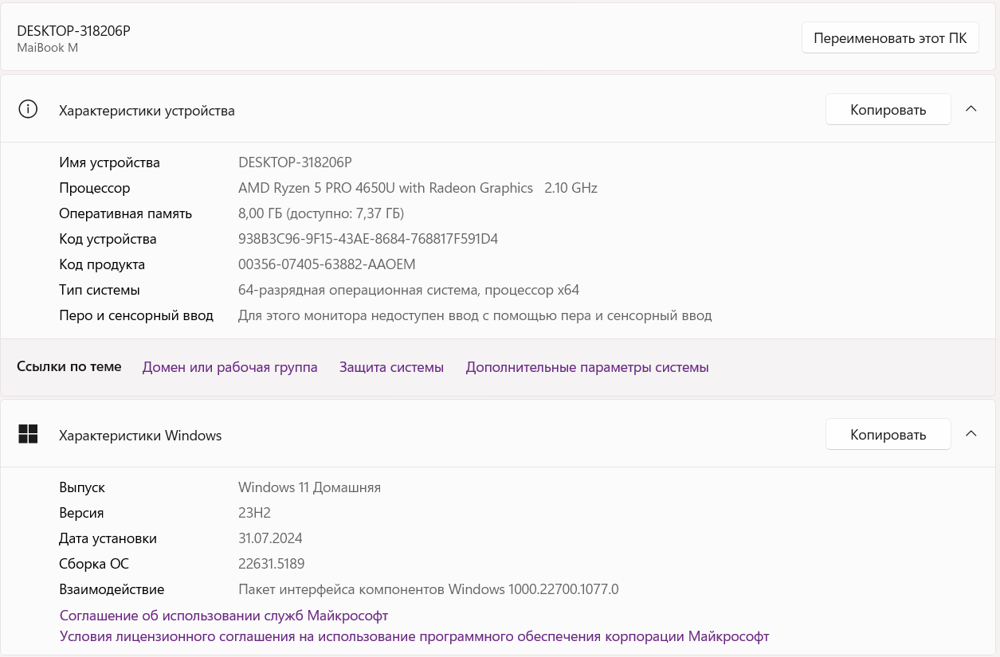 DESKTOP-318206P
MaiBook M
Переименовать этот ПК
Характеристики устройства
Копировать
Имя устройства DESKTOP-318206P
Процессор AMD Ryzen 5 PRO 4650U with Radeon Graphics 2.10 GHz
Оперативная память 8,00 ГБ (доступно: 7,37 ГБ)
Код устройства 938B3C96-9F15-43AE-8684-768817F591D4
Код продукта 00356-07405-63882-AAOEM
Тип системы 64-разрядная операционная система, процессор x64
Перо и сенсорный ввод Для этого монитора недоступен ввод с помощью пера и сенсорный ввод
Ссылки по теме Домен или рабочая группа Защита системы Дополнительные параметры системы
Характеристики Windows
Копировать
Выпуск Windows 11 Домашняя
Версия 23H2
Дата установки 31.07.2024
Сборка ОС 22631.5189
Взаимодействие Пакет интерфейса компонентов Windows 1000.22700.1077.0
Соглашение об использовании служб Майкрософт
Условия лицензионного соглашения на использование программного обеспечения корпорации Майкрософт